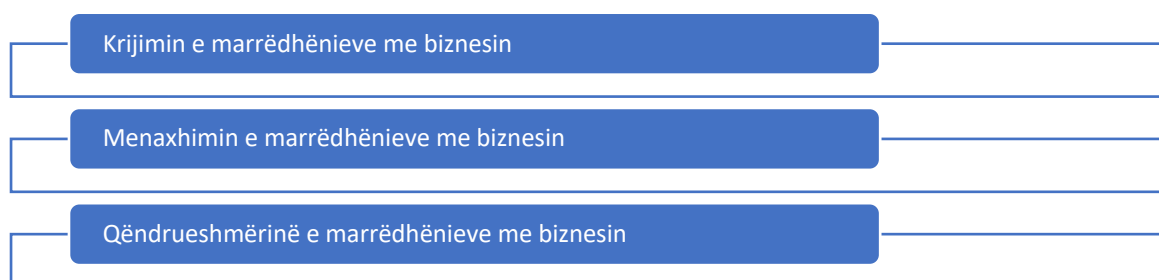 Krijimin e marrëdhënieve me biznesin
Menaxhimin e marrëdhënieve me biznesin
Qëndrueshmërinë e marrëdhënieve me biznesin